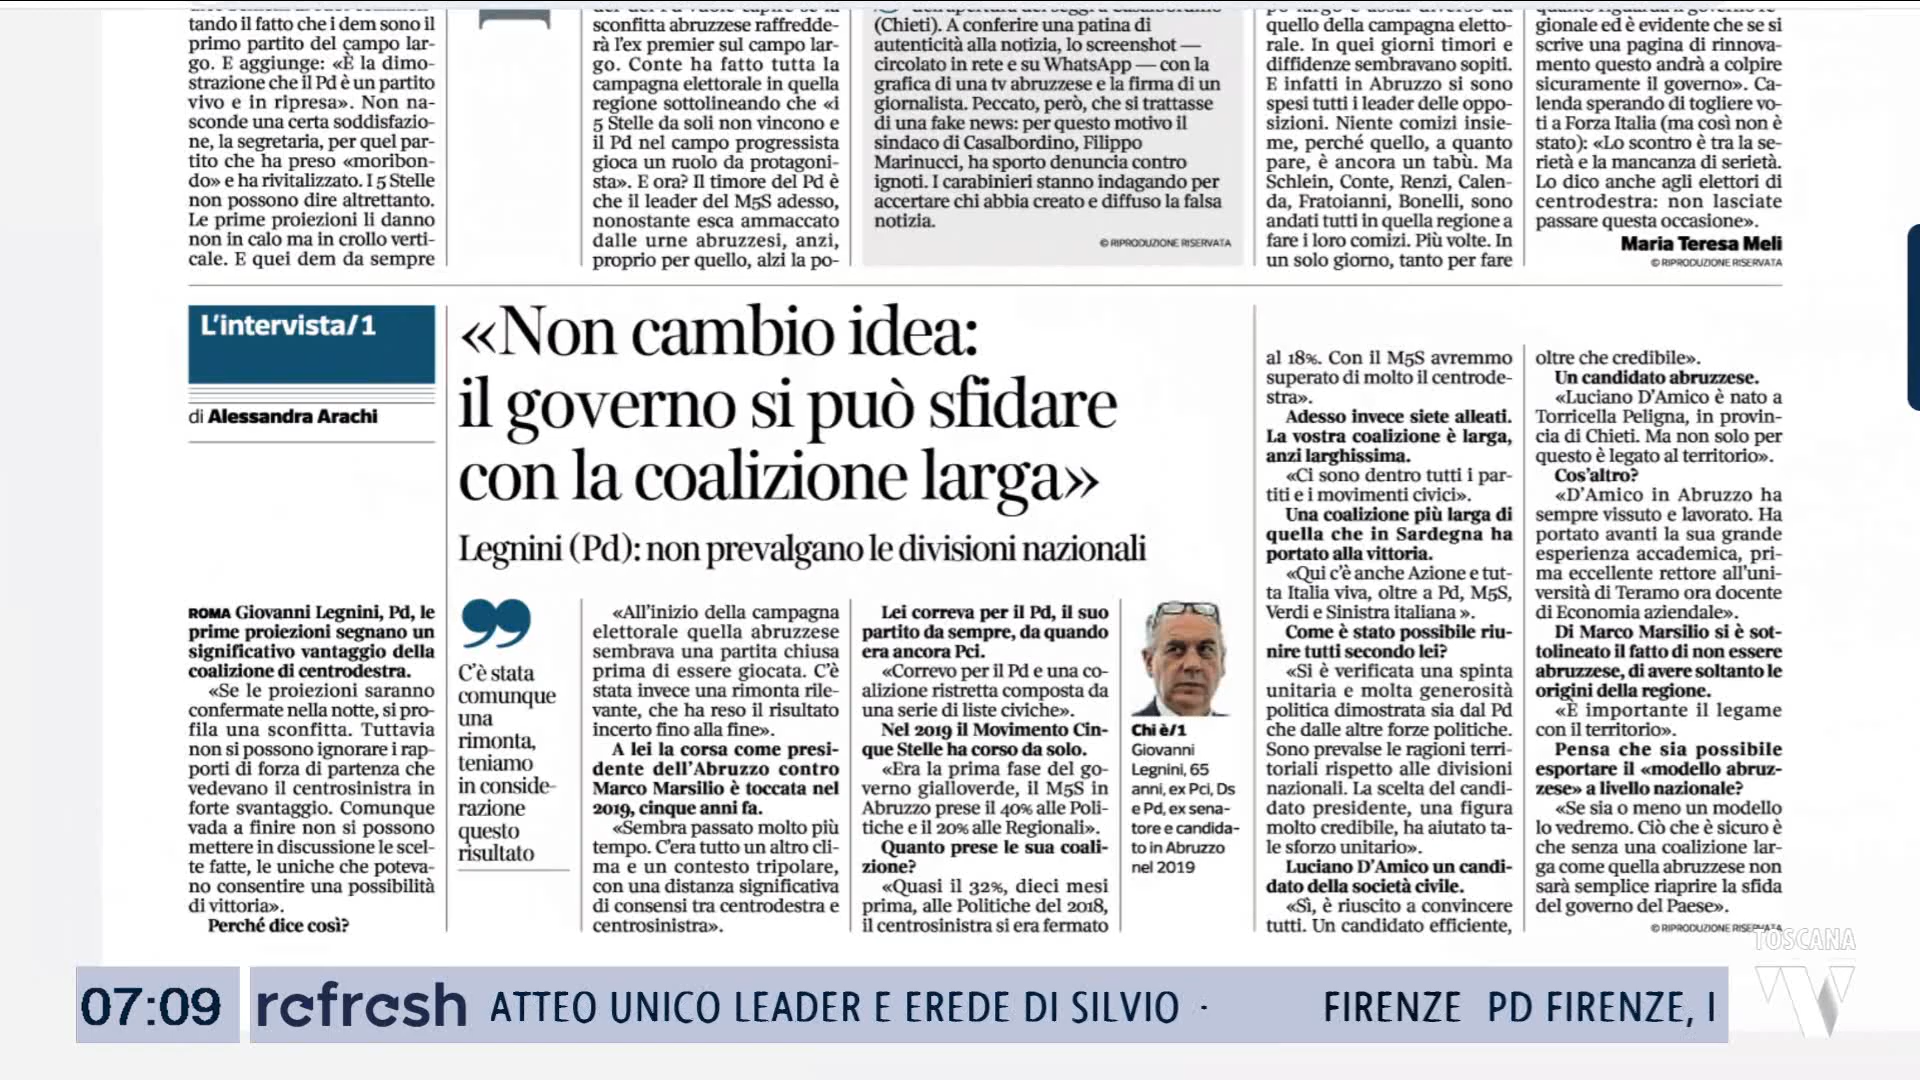 tando il fatto che i dem sono il
primo partito del campo lar-
go. E aggiunge: «È la dimo-
strazione che il Pd è un partito
vivo e in ripresa». Non na-
sconde una certa soddisfazio-
ne, la segretaria, per quel par-
tito che ha preso «moribon-
do» e ha rivitalizzato. I 5 Stelle
non possono dire altrettanto.
Le prime proiezioni li danno
non in calo ma in crollo verti-
cale. E quei dem da sempre
sconfitta abruzzese raffredde-
rà l'ex premier sul campo lar-
go. Conte ha fatto tutta la
campagna elettorale in quella
regione sottolineando che «i
5 Stelle da soli non vincono e
il Pd nel campo progressista
gioca un ruolo da protagoni-
sta». E ora? Il timore del Pd è
che il leader del M5S adesso,
nonostante esca ammaccato
dalle urne abruzzesi, anzi,
proprio per quello, alzi la po-
(Chieti). A conferire una patina di
autenticità alla notizia, lo screenshot —
circolato in rete e su WhatsApp — con la
grafica di una tv abruzzese e la firma di un
giornalista. Peccato, però, che si trattasse
di una fake news: per questo motivo il
sindaco di Casalbordino, Filippo
Marinucci, ha sporto denuncia contro
ignoti. I carabinieri stanno indagando per
accertare chi abbia creato e diffuso la falsa
notizia.
© RIPRODUZIONE RISERVATA
quello della campagna eletto-
rale. In quei giorni timori e
diffidenze sembravano sopiti.
E infatti in Abruzzo si sono
spesi tutti i leader delle oppo-
sizioni. Niente comizi insie-
me, perché quello, a quanto
pare, è ancora un tabù. Ma
Schlein, Conte, Renzi, Calen-
da, Fratoianni, Bonelli, sono
andati tutti in quella regione a
fare i loro comizi. Più volte. In
un solo giorno, tanto per fare
gionale ed è evidente che se si
scrive una pagina di rinnova-
mento questo andrà a colpire
sicuramente il governo». Ca-
lenda sperando di togliere vo-
ti a Forza Italia (ma così non è
stato): «Lo scontro è tra la se-
rietà e la mancanza di serietà.
Lo dico anche agli elettori di
centrodestra: non lasciate
passare questa occasione».
Maria Teresa Meli
© RIPRODUZIONE RISERVATA
L'intervista/1
di Alessandra Arachi
«Non cambio idea:
il governo si può sfidare
con la coalizione larga»
Legnini (Pd): non prevalgano le divisioni nazionali
ROMA Giovanni Legnini, Pd, le
prime proiezioni segnano un
significativo vantaggio della
coalizione di centrodestra.
«Se le proiezioni saranno
confermate nella notte, si pro-
fila una sconfitta. Tuttavia
non si possono ignorare i rap-
porti di forza di partenza che
vedevano il centrosinistra in
forte svantaggio. Comunque
vada a finire non si possono
mettere in discussione le scel-
te fatte, le uniche che poteva-
no consentire una possibilità
di vittoria».
Perché dice così?
C'è stata
comunque
una
rimonta,
teniamo
in conside-
razione
questo
risultato
«All'inizio della campagna
elettorale quella abruzzese
sembrava una partita chiusa
prima di essere giocata. C'è
stata invece una rimonta rile-
vante, che ha reso il risultato
incerto fino alla fine».
A lei la corsa come presi-
dente dell'Abruzzo contro
Marco Marsilio è toccata nel
2019, cinque anni fa.
«Sembra passato molto più
tempo. C'era tutto un altro cli-
ma e un contesto tripolare,
con una distanza significativa
di consensi tra centrodestra e
centrosinistra».
Lei correva per il Pd, il suo
partito da sempre, da quando
era ancora Pci.
«Correvo per il Pd e una co-
alizione ristretta composta da
una serie di liste civiche».
Nel 2019 il Movimento Cin-
que Stelle ha corso da solo.
«Era la prima fase del go-
verno gialloverde, il M5S in
Abruzzo prese il 40% alle Poli-
tiche e il 20% alle Regionali».
Quanto prese le sua coali-
zione?
«Quasi il 32%, dieci mesi
prima, alle Politiche del 2018,
il centrosinistra si era fermato
Chi è/1
Giovanni
Legnini, 65
anni, ex Pci, Ds
e Pd, ex sena-
tore e candida-
to in Abruzzo
nel 2019
al 18%. Con il M5S avremmo
superato di molto il centrode-
stra».
Adesso invece siete alleati.
La vostra coalizione è larga,
anzi larghissima.
«Ci sono dentro tutti i par-
titi e i movimenti civici».
Una coalizione più larga di
quella che in Sardegna ha
portato alla vittoria.
«Qui c'è anche Azione e tut-
ta Italia viva, oltre a Pd, M5S,
Verdi e Sinistra italiana ».
Come è stato possibile riu-
nire tutti secondo lei?
«Si è verificata una spinta
unitaria e molta generosità
politica dimostrata sia dal Pd
che dalle altre forze politiche.
Sono prevalse le ragioni terri-
toriali rispetto alle divisioni
nazionali. La scelta del candi-
dato presidente, una figura
molto credibile, ha aiutato ta-
le sforzo unitario».
Luciano D'Amico un candi-
dato della società civile.
«Sì, è riuscito a convincere
tutti. Un candidato efficiente,
oltre che credibile».
Un candidato abruzzese.
«Luciano D'Amico è nato a
Torricella Peligna, in provin-
cia di Chieti. Ma non solo per
questo è legato al territorio».
Cos'altro?
«D'Amico in Abruzzo ha
sempre vissuto e lavorato. Ha
portato avanti la sua grande
esperienza accademica, pri-
ma eccellente rettore all'uni-
versità di Teramo ora docente
di Economia aziendale».
Di Marco Marsilio si è sot-
tolineato il fatto di non essere
abruzzese, di avere soltanto le
origini della regione.
«È importante il legame
con il territorio».
Pensa che sia possibile
esportare il «modello abruz-
zese» a livello nazionale?
«Se sia o meno un modello
lo vedremo. Ciò che è sicuro è
che senza una coalizione lar-
ga come quella abruzzese non
sarà semplice riaprire la sfida
del governo del Paese».
© RIPRODUZIONE RISERVATA
TOSCANA
07:09 refresh ATTEO UNICO LEADER E EREDE DI SILVIO · FIRENZE PD FIRENZE, I